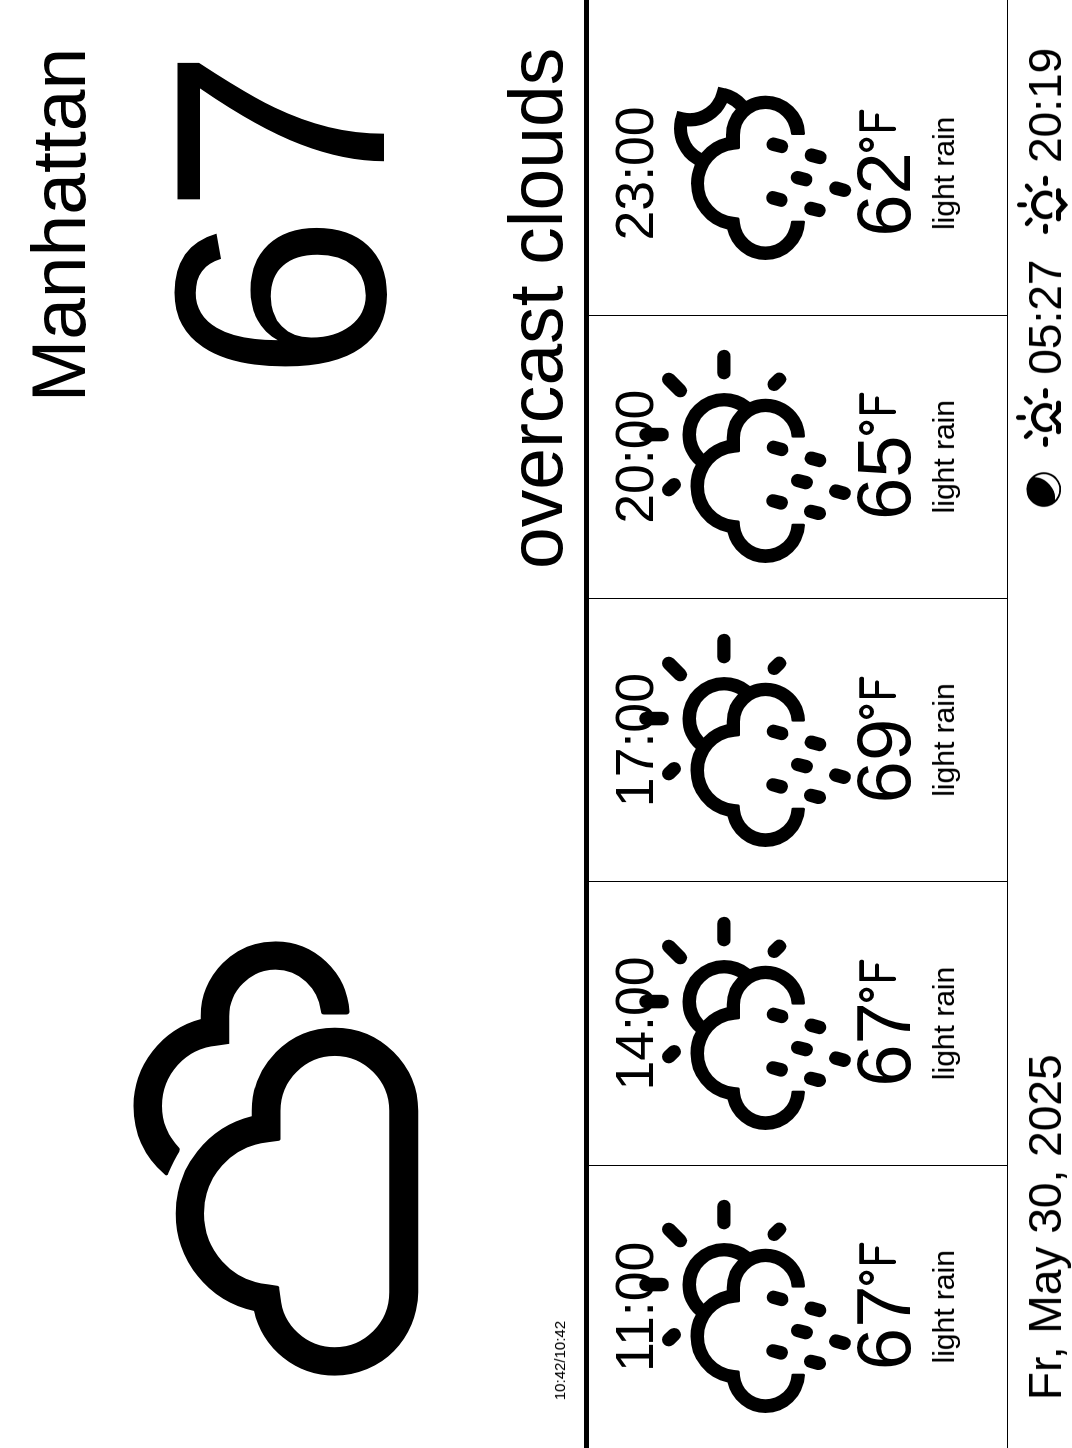 Manhattan
67
overcast clouds
10:42/10:42
11:00
67°F
light rain
14:00
67°F
light rain
17:00
69°F
light rain
20:00
65°F
light rain
23:00
62°F
light rain
Fr, May 30, 2025
05:27 20:19